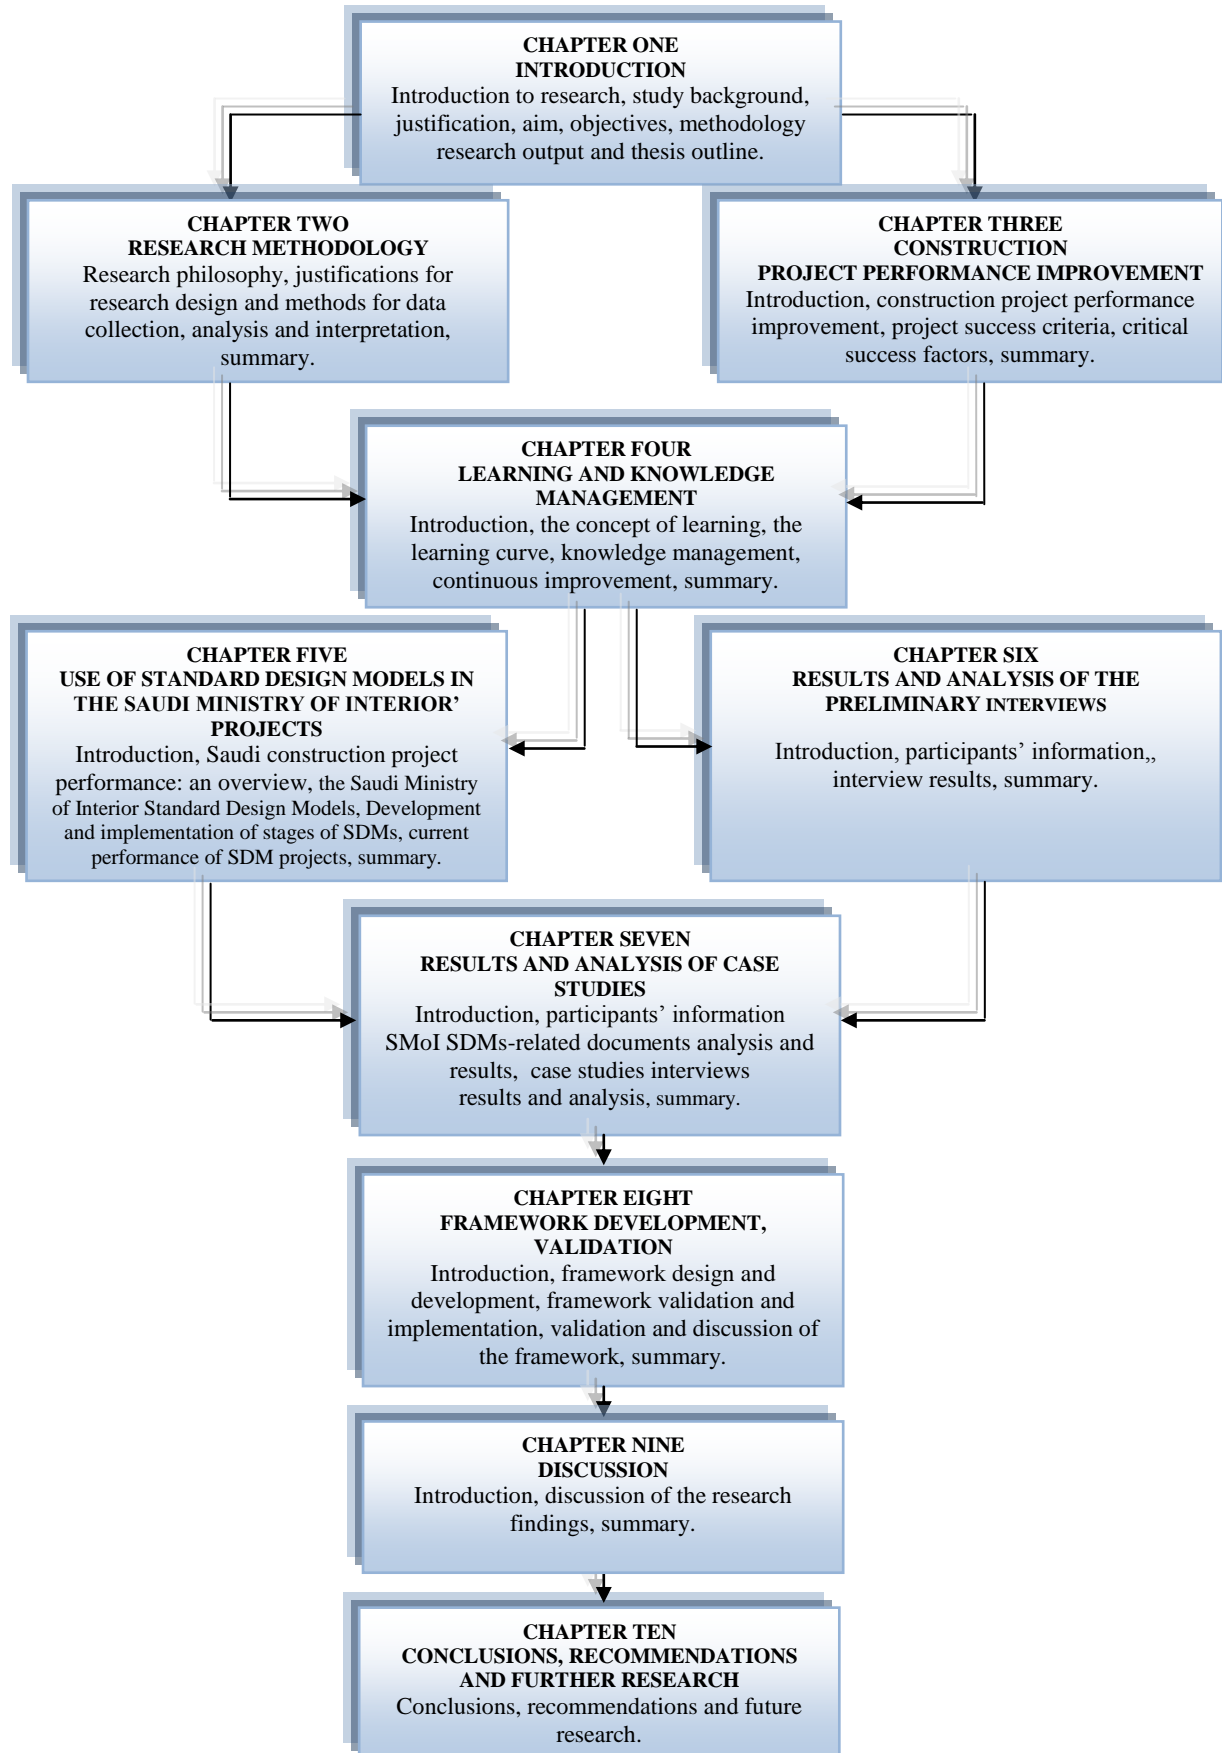 CHAPTER ONE
INTRODUCTION
Introduction to research, study background,
justification, aim, objectives, methodology
research output and thesis outline.
CHAPTER TWO
RESEARCH METHODOLOGY
Research philosophy, justifications for
research design and methods for data
collection, analysis and interpretation,
summary.
CHAPTER THREE
CONSTRUCTION
PROJECT PERFORMANCE IMPROVEMENT
Introduction, construction project performance
improvement, project success criteria, critical
success factors, summary.
CHAPTER FOUR
LEARNING AND KNOWLEDGE
MANAGEMENT
Introduction, the concept of learning, the
learning curve, knowledge management,
continuous improvement, summary.
CHAPTER FIVE
USE OF STANDARD DESIGN MODELS IN
THE SAUDI MINISTRY OF INTERIOR’
PROJECTS
Introduction, Saudi construction project
performance: an overview, the Saudi Ministry
of Interior Standard Design Models, Development
and implementation of stages of SDMs, current
performance of SDM projects, summary.
CHAPTER SIX
RESULTS AND ANALYSIS OF THE
PRELIMINARY INTERVIEWS
Introduction, participants’ information,,
interview results, summary.
CHAPTER SEVEN
RESULTS AND ANALYSIS OF CASE
STUDIES
Introduction, participants’ information
SMoI SDMs-related documents analysis and
results, case studies interviews
results and analysis, summary.
CHAPTER EIGHT
FRAMEWORK DEVELOPMENT,
VALIDATION
Introduction, framework design and
development, framework validation and
implementation, validation and discussion of
the framework, summary.
CHAPTER NINE
DISCUSSION
Introduction, discussion of the research
findings, summary.
CHAPTER TEN
CONCLUSIONS, RECOMMENDATIONS
AND FURTHER RESEARCH
Conclusions, recommendations and future
research.